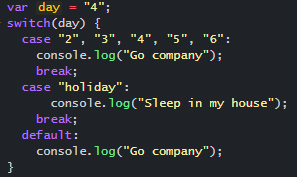 var day = "4";
switch(day) {
  case "2", "3", "4", "5", "6":
    console.log("Go company");
    break;
  case "holiday":
      console.log("Sleep in my house");
    break;
  default:
    console.log("Go company");
}